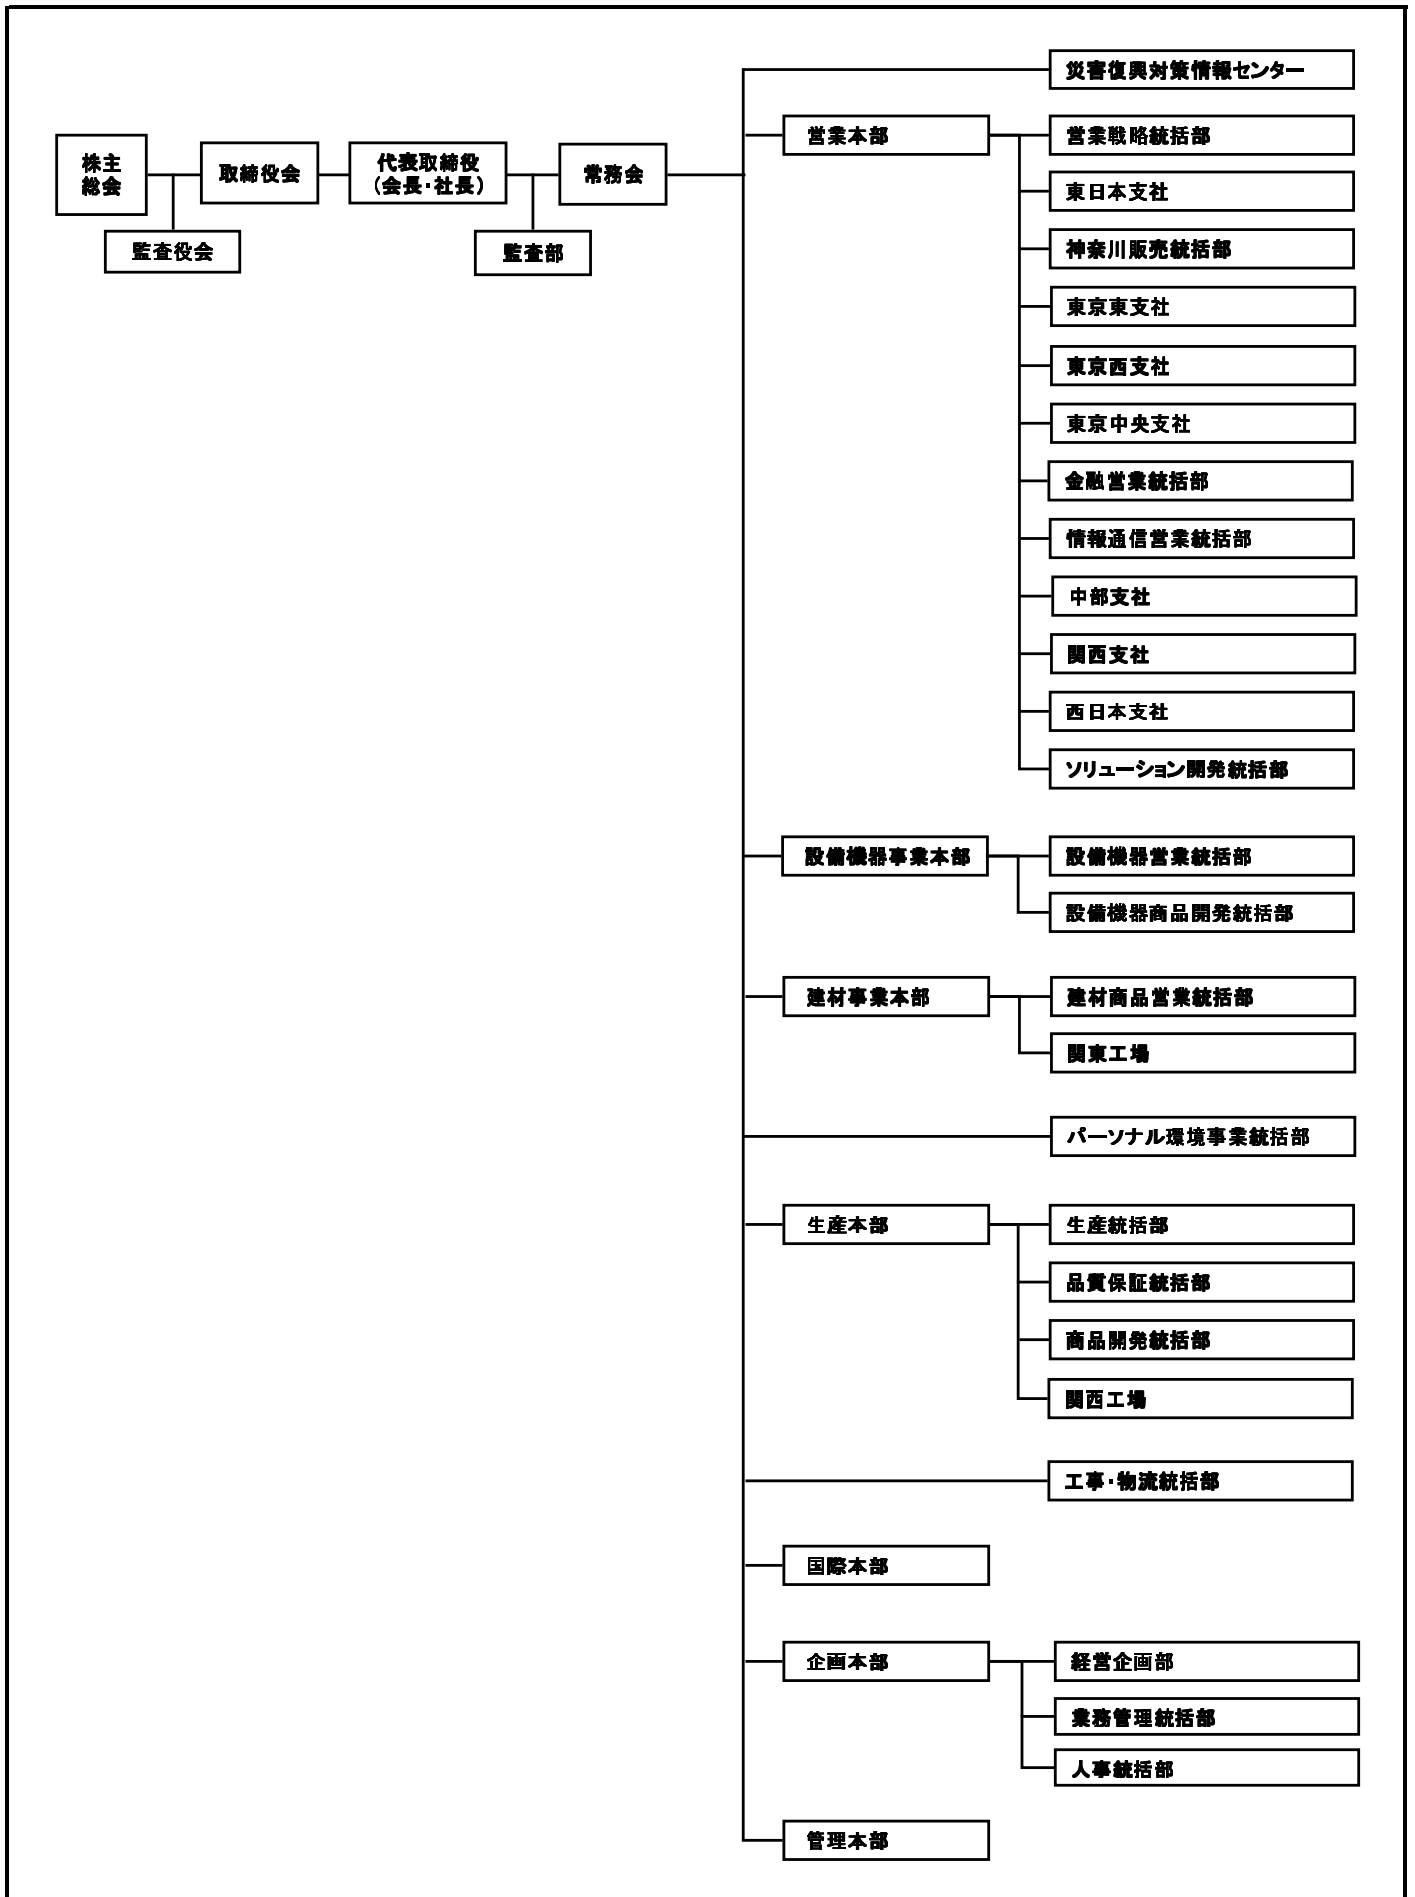 株主
総会
取締役会
代表取締役
(会長・社長)
常務会
監査役会
監査部
災害復興対策情報センター
営業本部
営業戦略統括部
東日本支社
神奈川販売統括部
東京東支社
東京西支社
東京中央支社
金融営業統括部
情報通信営業統括部
中部支社
関西支社
西日本支社
ソリューション開発統括部
設備機器事業本部
設備機器営業統括部
設備機器商品開発統括部
建材事業本部
建材商品営業統括部
関東工場
パーソナル環境事業統括部
生産本部
生産統括部
品質保証統括部
商品開発統括部
関西工場
工事・物流統括部
国際本部
企画本部
経営企画部
業務管理統括部
人事統括部
管理本部